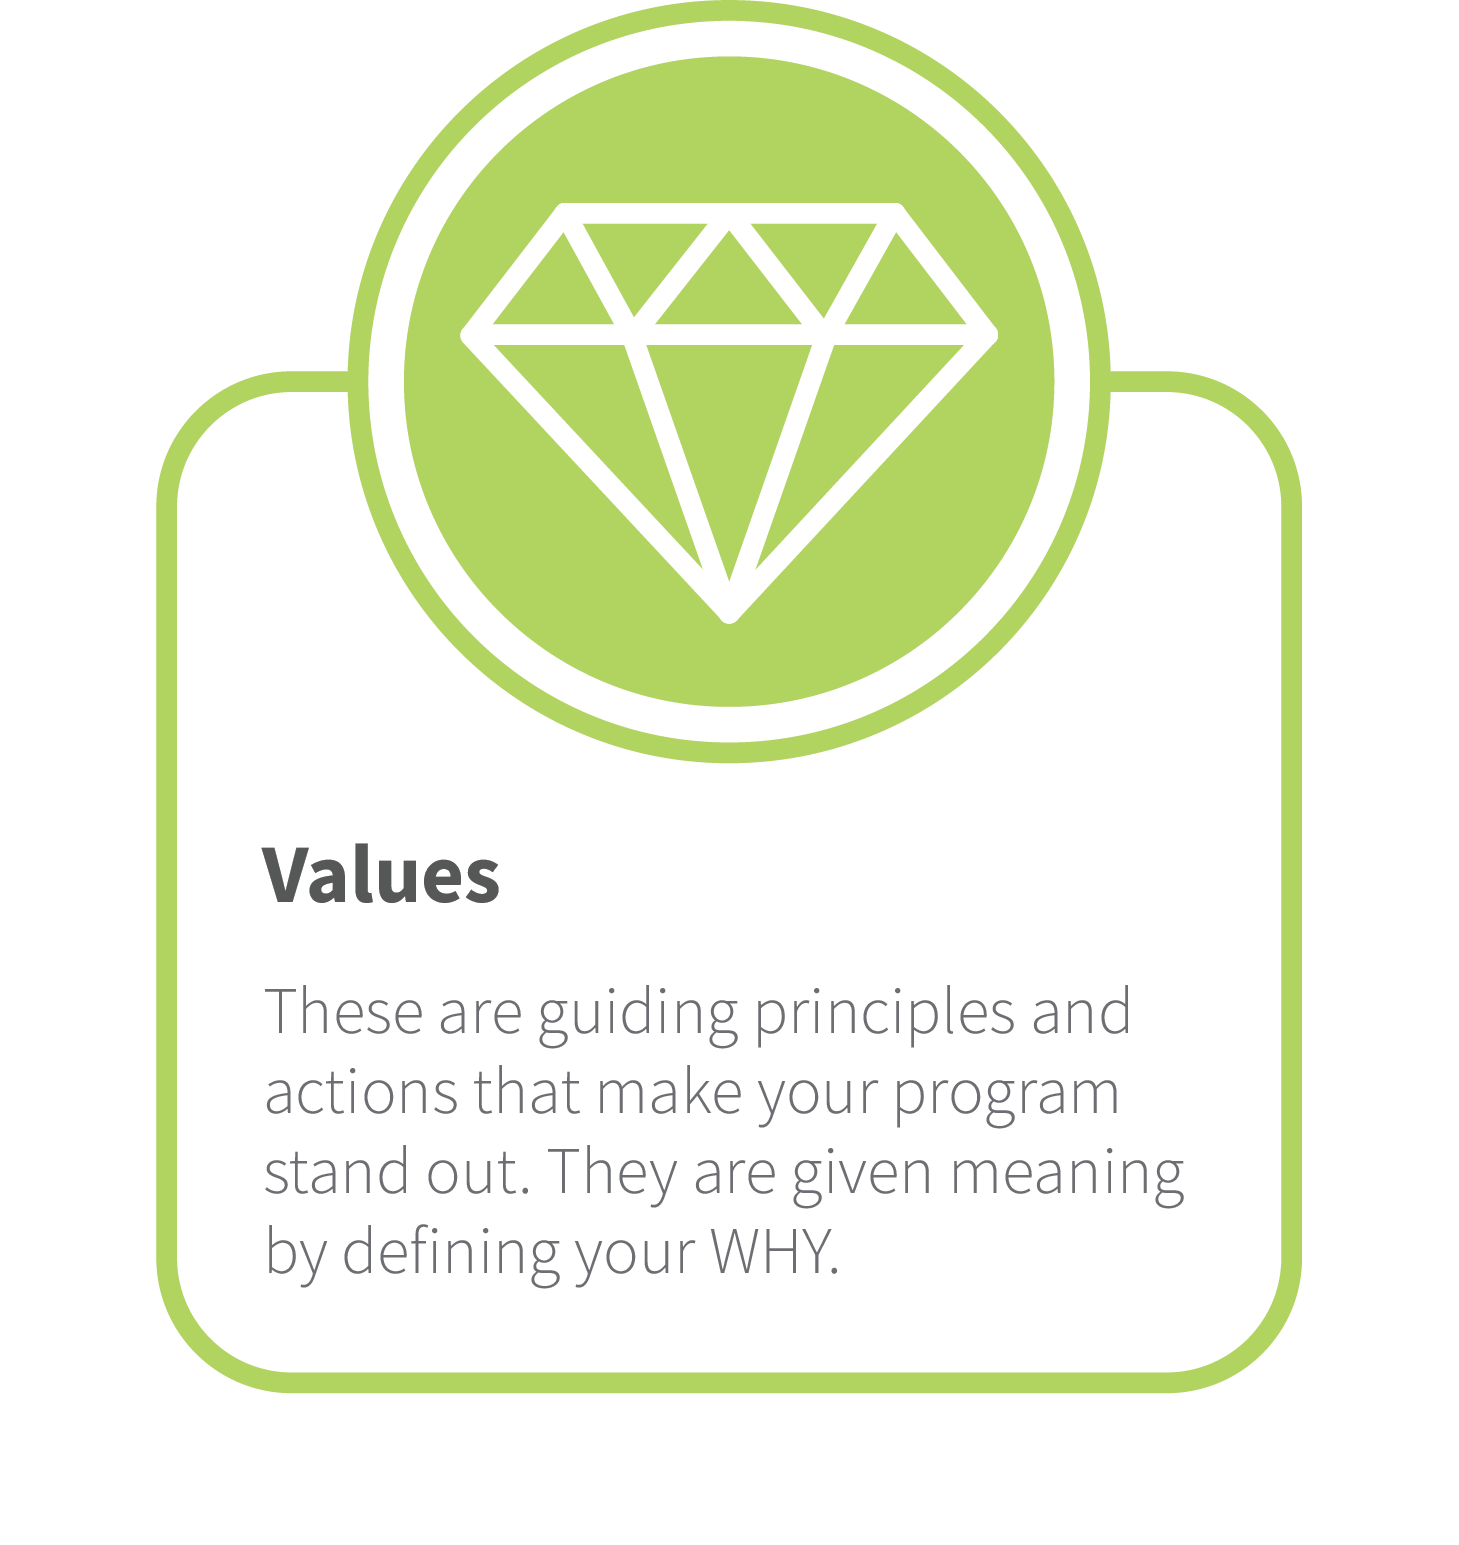 Values
These are guiding principles and
actions that make your program
stand out. They are given meaning
by defining your WHY.